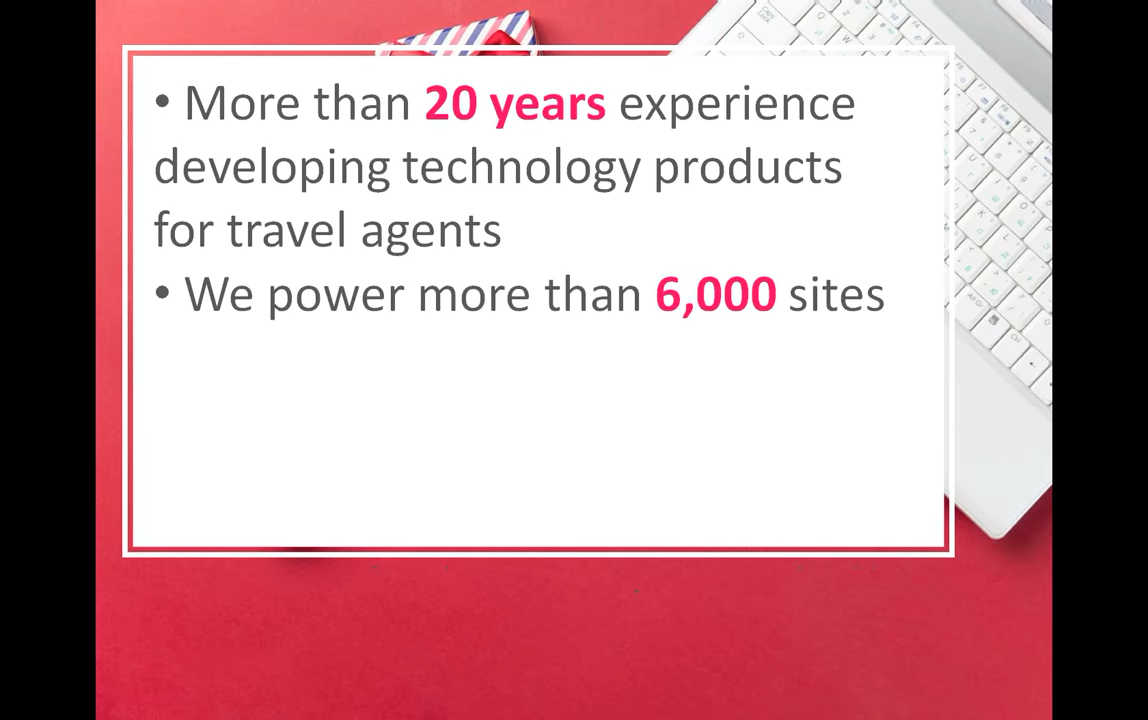 • More than 20 years experience
developing technology products
for travel agents
• We power more than 6,000 sites